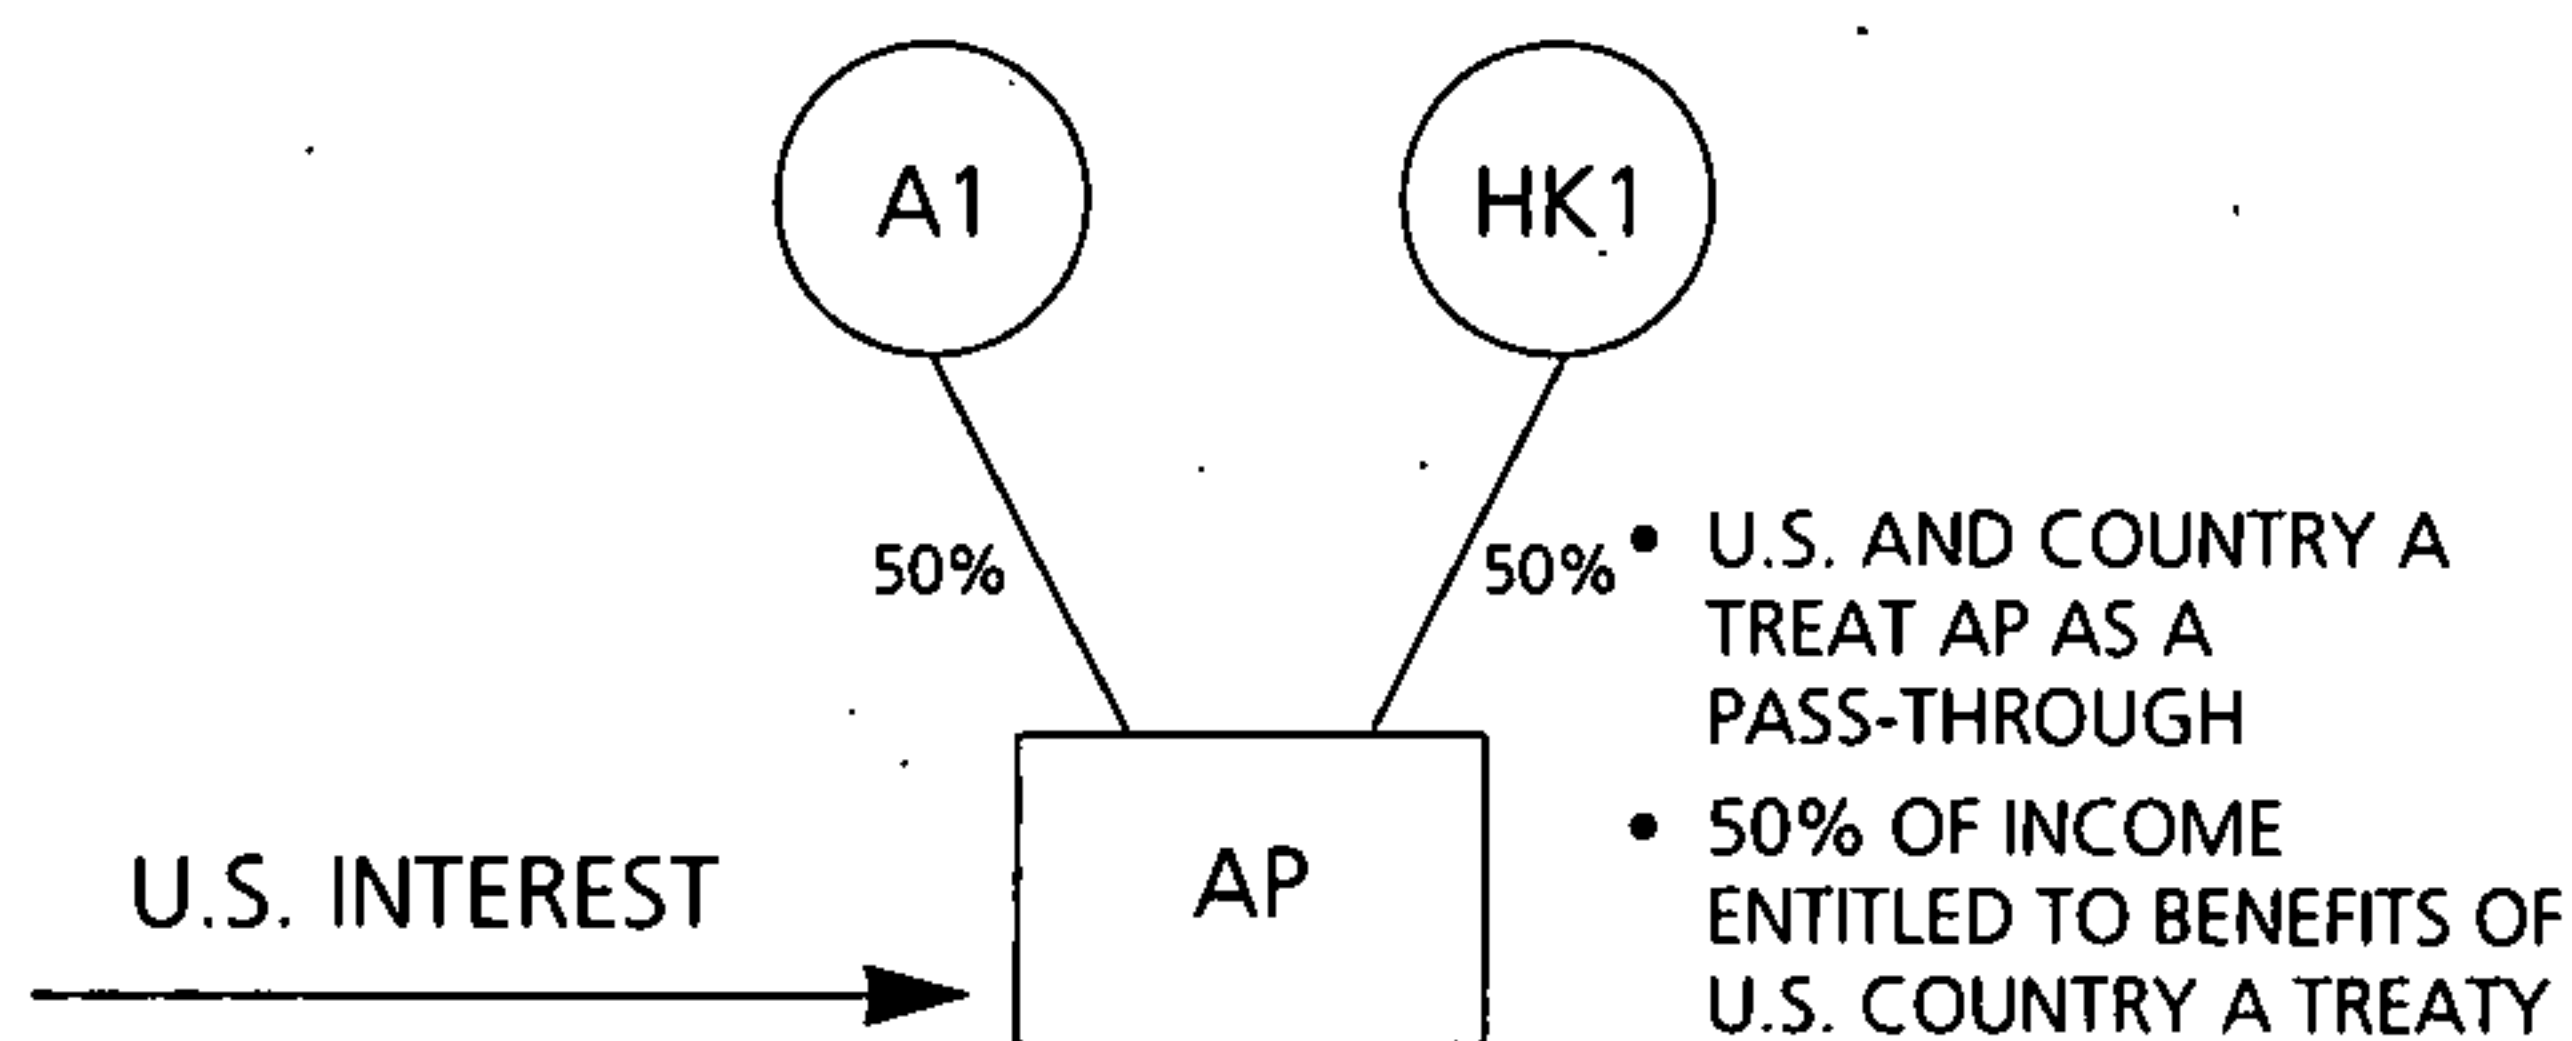 A1
HK1
50%
50%
• U.S. AND COUNTRY A
TREAT AP AS A
PASS-THROUGH
• 50% OF INCOME
ENTITLED TO BENEFITS OF
U.S. COUNTRY A TREATY
AP
U.S. INTEREST